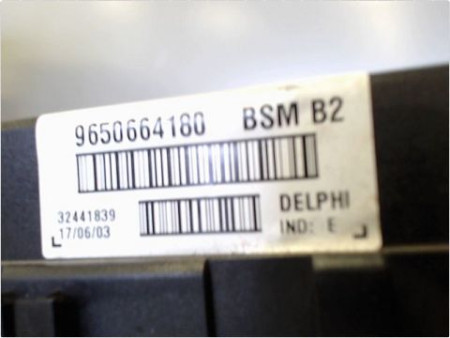 9650664180 BSM B2
32441839 DELPHI
17/06/03 IND: E